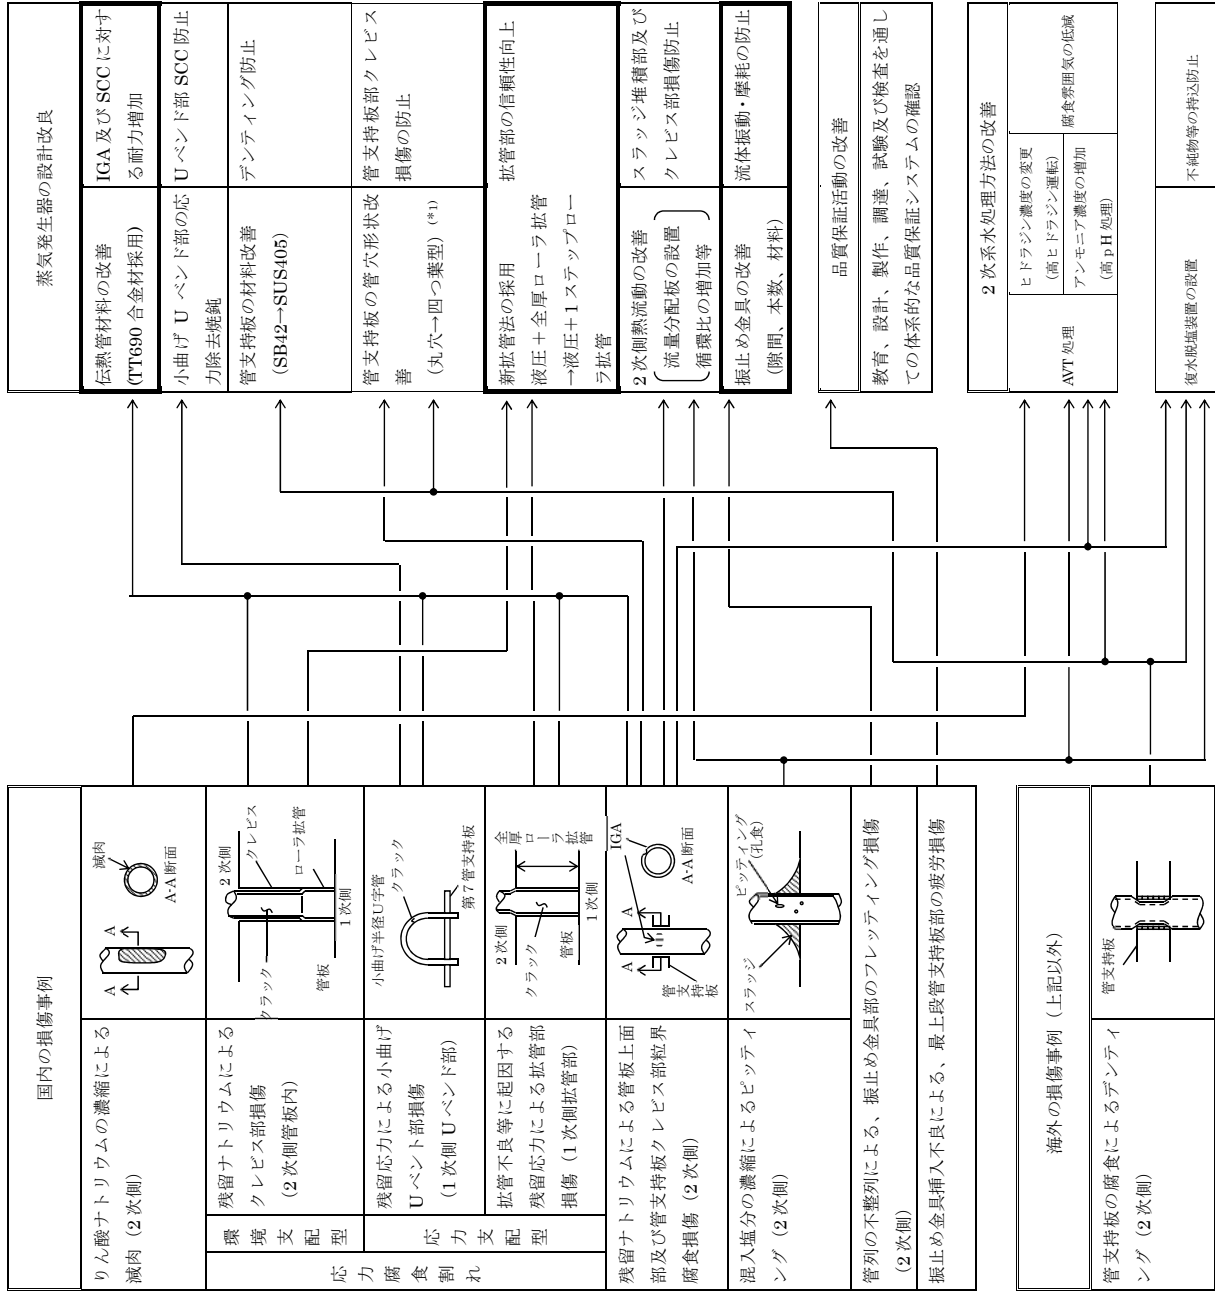 国内の損傷事例
りん酸ナトリウムの濃縮による
減肉（2 次側）
A
A
減肉
A-A断面
応力腐食割れ
環境支配型
残留ナトリウムによる
クレビス部損傷
（2 次側管板内）
クラック
管板
2 次側
クレビス
ローラ拡管
1 次側
応力支配型
残留応力による小曲げ
U ベント部損傷
（1 次側 U ベンド部）
小曲げ半径U字管
クラック
第 7 管支持板
拡管不良等に起因する
残留応力による拡管部
損傷（1 次側拡管部）
2 次側
クラック
管板
全厚ローラ拡管
1 次側
残留ナトリウムによる管板上面
部及び管支持板クレビス部粒界
腐食損傷（2 次側）
A
A
管支持板
IGA
A-A断面
混入塩分の濃縮によるピッティ
ング（2 次側）
スラッジ
ピッティング
（孔食）
管列の不整列による、振止め金具部のフレッティング損傷
（2 次側）
振止め金具挿入不良による、最上段管支持板部の疲労損傷
海外の損傷事例（上記以外）
管支持板の腐食によるデンティ
ング（2 次側）
管支持板
蒸気発生器の設計改良
伝熱管材料の改善
(TT690 合金材採用)
IGA 及び SCC に対す
る耐力増加
小曲げ U ベンド部の応
力除去焼鈍
U ベンド部 SCC 防止
管支持板の材料改善
（SB42→SUS405）
デンティング防止
管支持板の管穴形状改
善　（丸穴→四つ葉型）(*1)
管支持板部クレビス
損傷の防止
新拡管法の採用
液圧＋全厚ローラ拡管
→液圧＋1 ステップロー
ラ拡管
拡管部の信頼性向上
2 次側熱流動の改善
流量分配板の設置
循環比の増加等
スラッジ堆積部及び
クレビス部損傷防止
振止め金具の改善
（隙間、本数、材料）
流体振動・摩耗の防止
品質保証活動の改善
教育、設計、製作、調達、試験及び検査を通し
ての体系的な品質保証システムの確認
2 次系水処理方法の改善
AVT 処理
ヒドラジン濃度の変更
（高ヒドラジン運転）
アンモニア濃度の増加
（高 pH 処理）
腐食雰囲気の低減
復水脱塩装置の設置
不純物等の持込防止